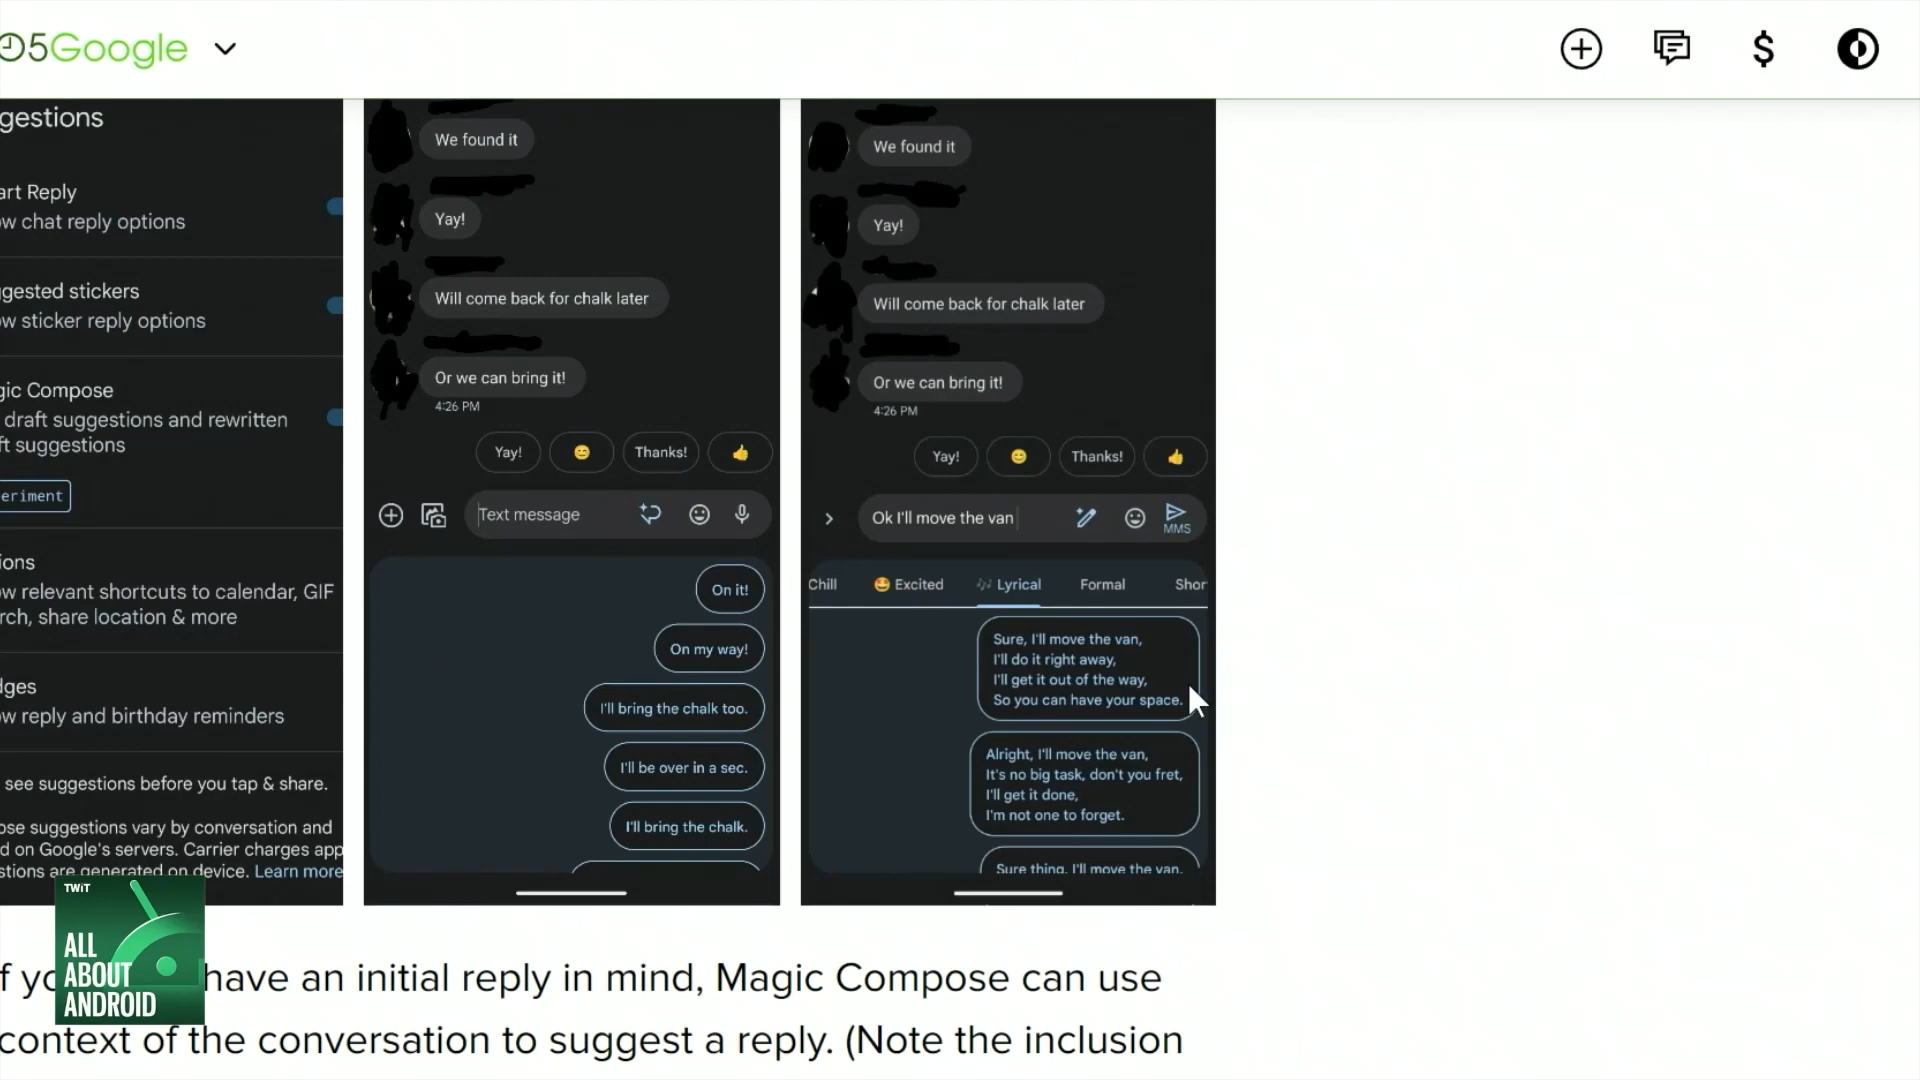 5Google
gestions
art Reply
ow chat reply options
ggested stickers
ow sticker reply options
gic Compose
draft suggestions and rewritten
ft suggestions
eriment
ions
ow relevant shortcuts to calendar, GIF
rch, share location & more
dges
ow reply and birthday reminders
see suggestions before you tap & share.
ose suggestions vary by conversation and
d on Google's servers. Carrier charges app
stions are generated on device. Learn more
We found it
Yay!
Will come back for chalk later
Or we can bring it!
4:26 PM
Yay!
Thanks!
Text message
On it!
On my way!
I'll bring the chalk too.
I'll be over in a sec.
I'll bring the chalk.
We found it
Yay!
Will come back for chalk later
Or we can bring it!
4:26 PM
Yay!
Thanks!
Ok I'll move the van
MMS
Chill
Excited
Lyrical
Formal
Shor
Sure, I'll move the van,
I'll do it right away,
I'll get it out of the way,
So you can have your space.
Alright, I'll move the van,
It's no big task, don't you fret,
I'll get it done,
I'm not one to forget.
Sure thing, I'll move the van,
TWiT
ALL
ABOUT
ANDROID
f yo have an initial reply in mind, Magic Compose can use
context of the conversation to suggest a reply. (Note the inclusion